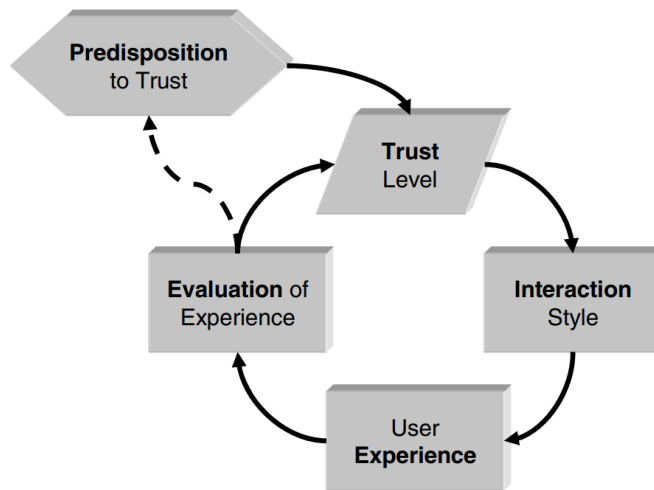 Predisposition
to Trust
Trust
Level
Evaluation of
Experience
Interaction
Style
User
Experience